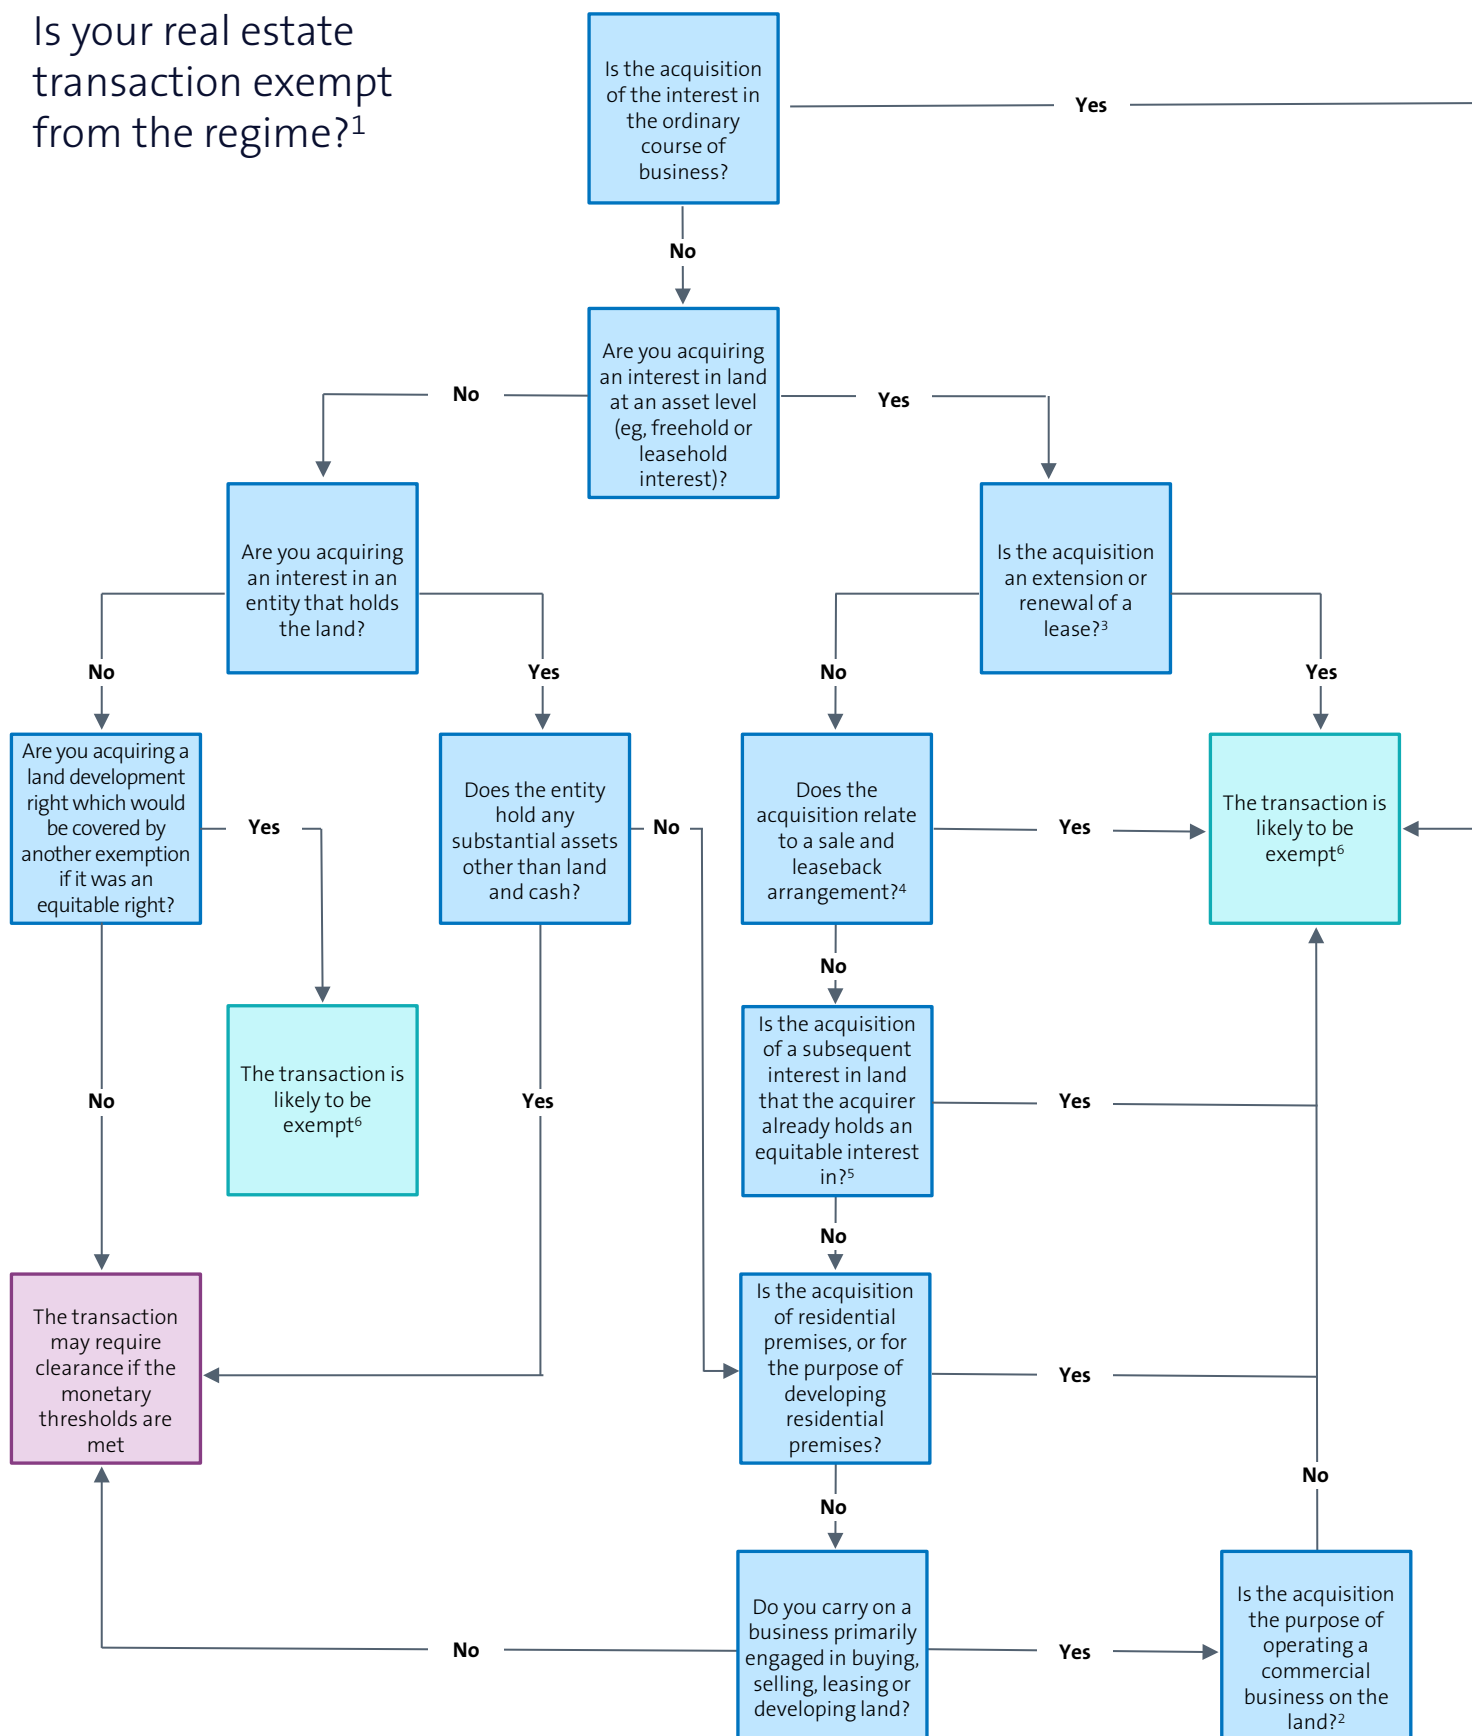 Is your real estate
transaction exempt
from the regime?1
Is the acquisition
of the interest in
the ordinary
course of
business?
Yes
No
Are you acquiring
an interest in land
at an asset level
(eg, freehold or
leasehold
interest)?
No
Yes
Are you acquiring
an interest in an
entity that holds
the land?
Is the acquisition
an extension or
renewal of a
lease?3
No
Yes
No
Yes
Are you acquiring a
land development
right which would
be covered by
another exemption
if it was an
equitable right?
Yes
Does the entity
hold any
substantial assets
other than land
and cash?
No
Does the
acquisition relate
to a sale and
leaseback
arrangement?4
Yes
The transaction is
likely to be
exempt6
No
Is the acquisition
of a subsequent
interest in land
that the acquirer
already holds an
equitable interest
in?5
Yes
The transaction is
likely to be
exempt6
No
Yes
No
The transaction
may require
clearance if the
monetary
thresholds are
met
Is the acquisition
of residential
premises, or for
the purpose of
developing
residential
premises?
Yes
No
No
Do you carry on a
business primarily
engaged in buying,
selling, leasing or
developing land?
No
Yes
Is the acquisition
the purpose of
operating a
commercial
business on the
land?2